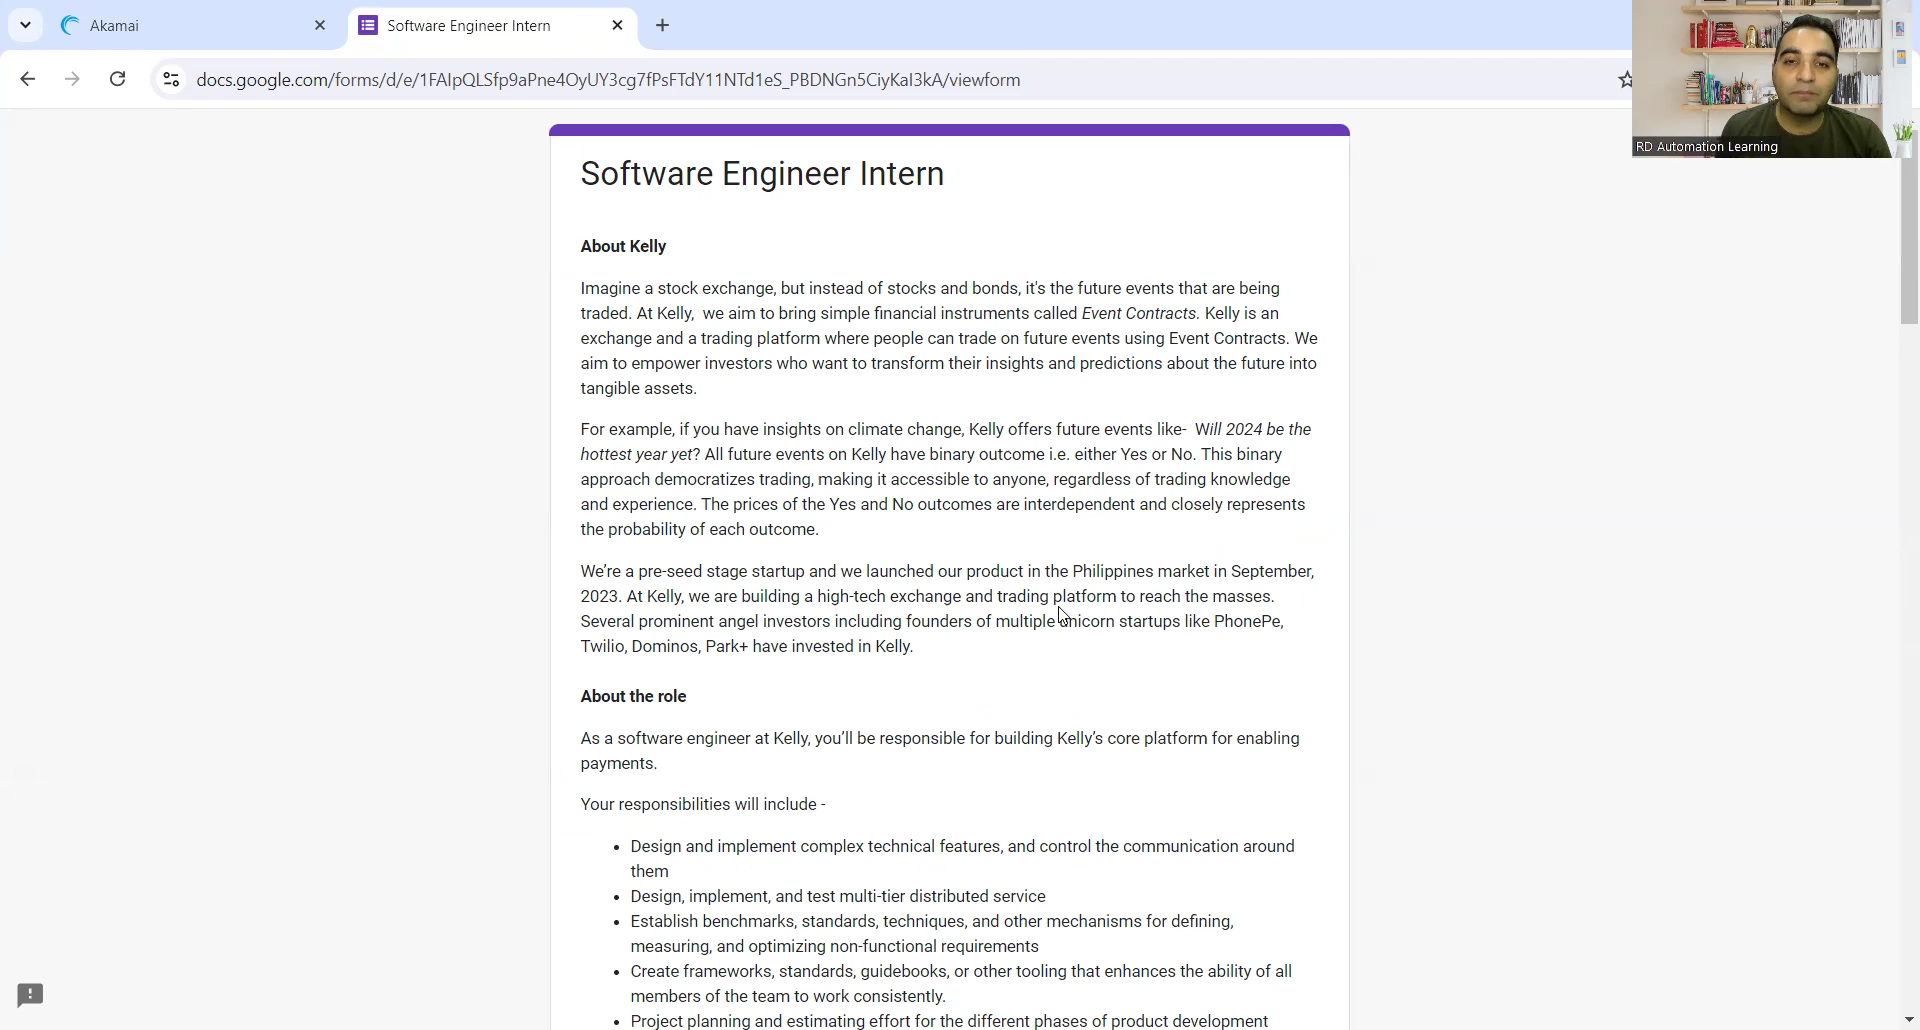 Akamai
Software Engineer Intern
docs.google.com/forms/d/e/1FAIpQLSfp9aPne4OyUY3cg7fPsFTdY11NTd1eS_PBDNGn5CiyKaI3kA/viewform
RD Automation Learning
Software Engineer Intern
About Kelly
Imagine a stock exchange, but instead of stocks and bonds, it's the future events that are being
traded. At Kelly,  we aim to bring simple financial instruments called Event Contracts. Kelly is an
exchange and a trading platform where people can trade on future events using Event Contracts. We
aim to empower investors who want to transform their insights and predictions about the future into
tangible assets.
For example, if you have insights on climate change, Kelly offers future events like-  Will 2024 be the
hottest year yet? All future events on Kelly have binary outcome i.e. either Yes or No. This binary
approach democratizes trading, making it accessible to anyone, regardless of trading knowledge
and experience. The prices of the Yes and No outcomes are interdependent and closely represents
the probability of each outcome.
We're a pre-seed stage startup and we launched our product in the Philippines market in September,
2023. At Kelly, we are building a high-tech exchange and trading platform to reach the masses.
Several prominent angel investors including founders of multiple unicorn startups like PhonePe,
Twilio, Dominos, Park+ have invested in Kelly.
About the role
As a software engineer at Kelly, you'll be responsible for building Kelly's core platform for enabling
payments.
Your responsibilities will include -
• Design and implement complex technical features, and control the communication around
them
• Design, implement, and test multi-tier distributed service
• Establish benchmarks, standards, techniques, and other mechanisms for defining,
measuring, and optimizing non-functional requirements
• Create frameworks, standards, guidebooks, or other tooling that enhances the ability of all
members of the team to work consistently.
• Project planning and estimating effort for the different phases of product development